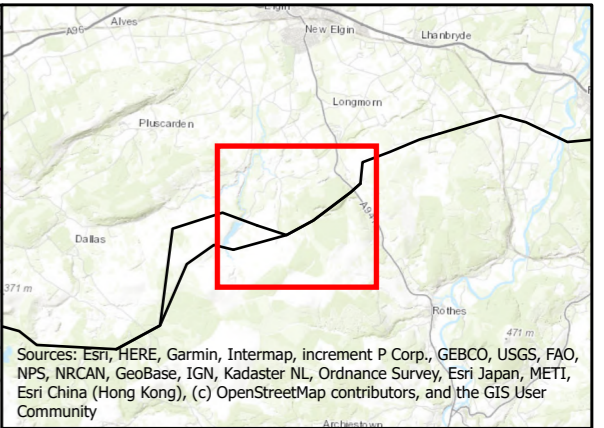 Elgin
A96
Alves
New Elgin
Lhanbryde
Longmorn
Pluscarden
A941
Dallas
371 m
Rothes
471 m
Sources: Esri, HERE, Garmin, Intermap, increment P Corp., GEBCO, USGS, FAO,
NPS, NRCAN, GeoBase, IGN, Kadaster NL, Ordnance Survey, Esri Japan, METI,
Esri China (Hong Kong), (c) OpenStreetMap contributors, and the GIS User
Community
Archiestown